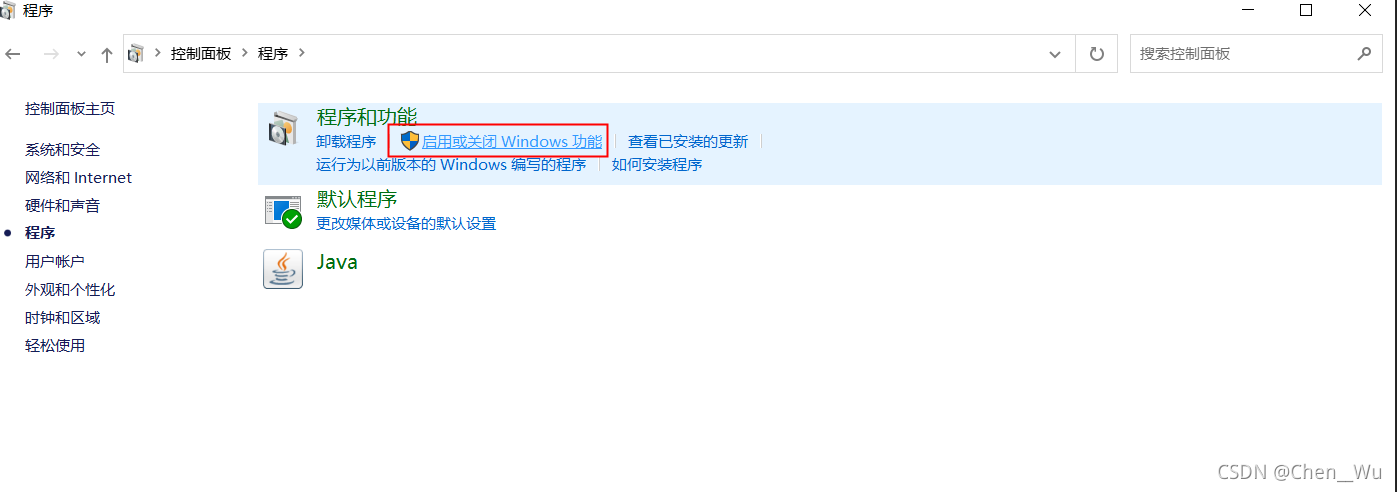 程序
控制面板 程序
搜索控制面板
控制面板主页
系统和安全
网络和 Internet
硬件和声音
程序
用户帐户
外观和个性化
时钟和区域
轻松使用
程序和功能
卸载程序 启用或关闭 Windows 功能 查看已安装的更新
运行为以前版本的 Windows 编写的程序 如何安装程序
默认程序
更改媒体或设备的默认设置
Java
CSDN @Chen__Wu